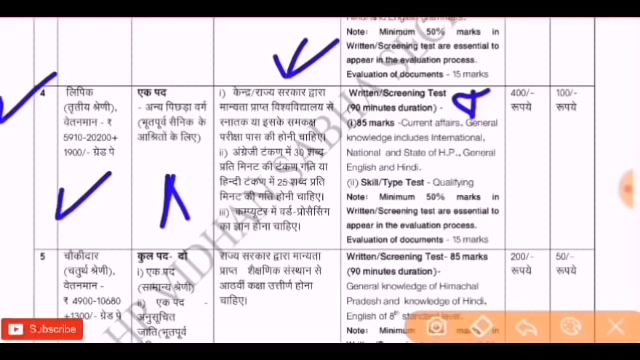 Note: Minimum 50% marks in
Written/Screening test are essential to
appear in the evaluation process.
Evaluation of documents - 15 marks
4
लिपिक
(तृतीय श्रेणी),
वेतनमान - ₹
5910-20200+
1900/- ग्रेड पे
एक पद
- अन्य पिछड़ा वर्ग
(भूतपूर्व सैनिक के
आश्रितों के लिए)
i) केन्द्र/राज्य सरकार द्वारा
मान्यता प्राप्त विश्वविद्यालय से
स्नातक या इसके समकक्ष
परीक्षा पास की होनी चाहिए।
ii) अंग्रेजी टंकण में 30 शब्द
प्रति मिनट की टंकण गति या
हिन्दी टंकण में 25 शब्द प्रति
मिनट की गति होनी चाहिए।
iii) कम्प्यूटर में वर्ड-प्रोसैसिंग
का ज्ञान होना चाहिए।
Written/Screening Test
(90 minutes duration) -
(i)85 marks -Current affairs, General
knowledge includes International,
National and State of H.P., General
English and Hindi.
(ii) Skill/Type Test - Qualifying
Note: Minimum 50% marks in
Written/Screening test are essential to
appear in the evaluation process.
Evaluation of documents - 15 marks
400/-
रूपये
100/-
रूपये
5
चौकीदार
(चतुर्थ श्रेणी),
वेतनमान -
₹ 4900-10680
+1300/- ग्रेड पे
कुल पद- दो
i) एक पद
(सामान्य श्रेणी)
ii) एक पद -
अनुसूचित
जाति(भूतपूर्व
राज्य सरकार द्वारा मान्यता
प्राप्त शैक्षणिक संस्थान से
आठवीं कक्षा उत्तीर्ण होनी
चाहिए।
Written/Screening Test- 85 marks
(90 minutes duration)-
General knowledge of Himachal
Pradesh and knowledge of Hindi,
English of 8th standard level.
Note: Minimum
200/-
रूपये
50/-
रूपये
HP VIDHAN SABHA
Subscribe